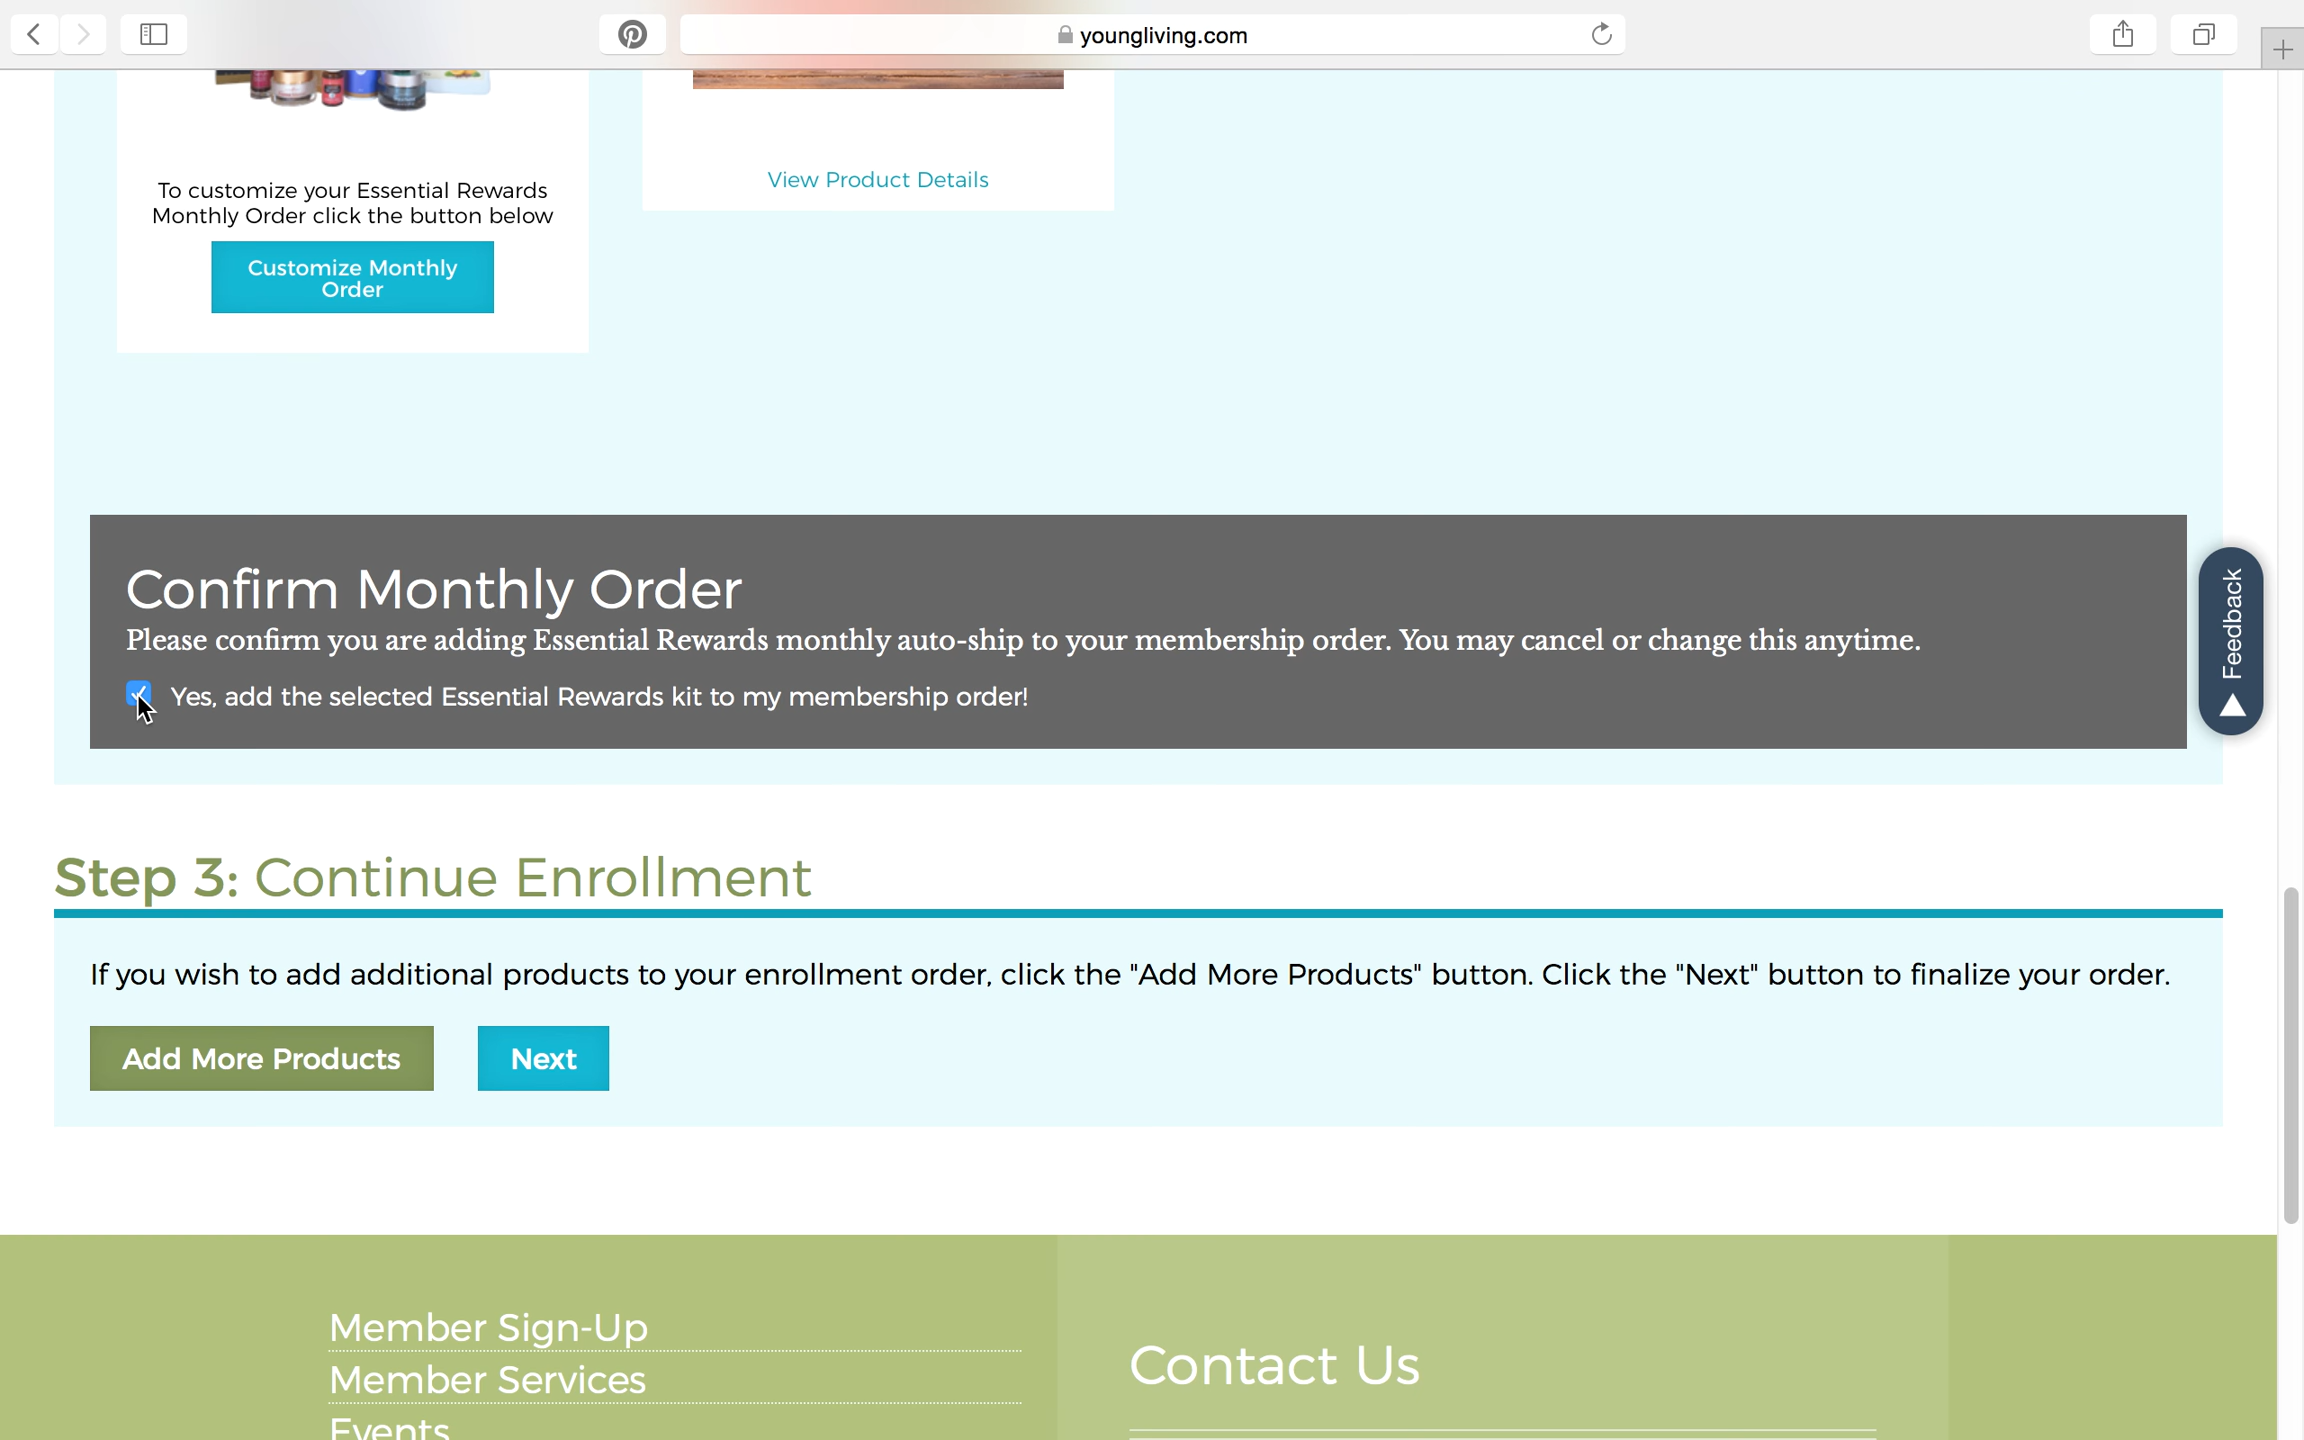 youngliving.com
To customize your Essential Rewards
Monthly Order click the button below
Customize Monthly
Order
View Product Details
Confirm Monthly Order
Please confirm you are adding Essential Rewards monthly auto-ship to your membership order. You may cancel or change this anytime.
Yes, add the selected Essential Rewards kit to my membership order!
Feedback
Step 3: Continue Enrollment
If you wish to add additional products to your enrollment order, click the "Add More Products" button. Click the "Next" button to finalize your order.
Add More Products
Next
Member Sign-Up
Member Services
Events
Contact Us